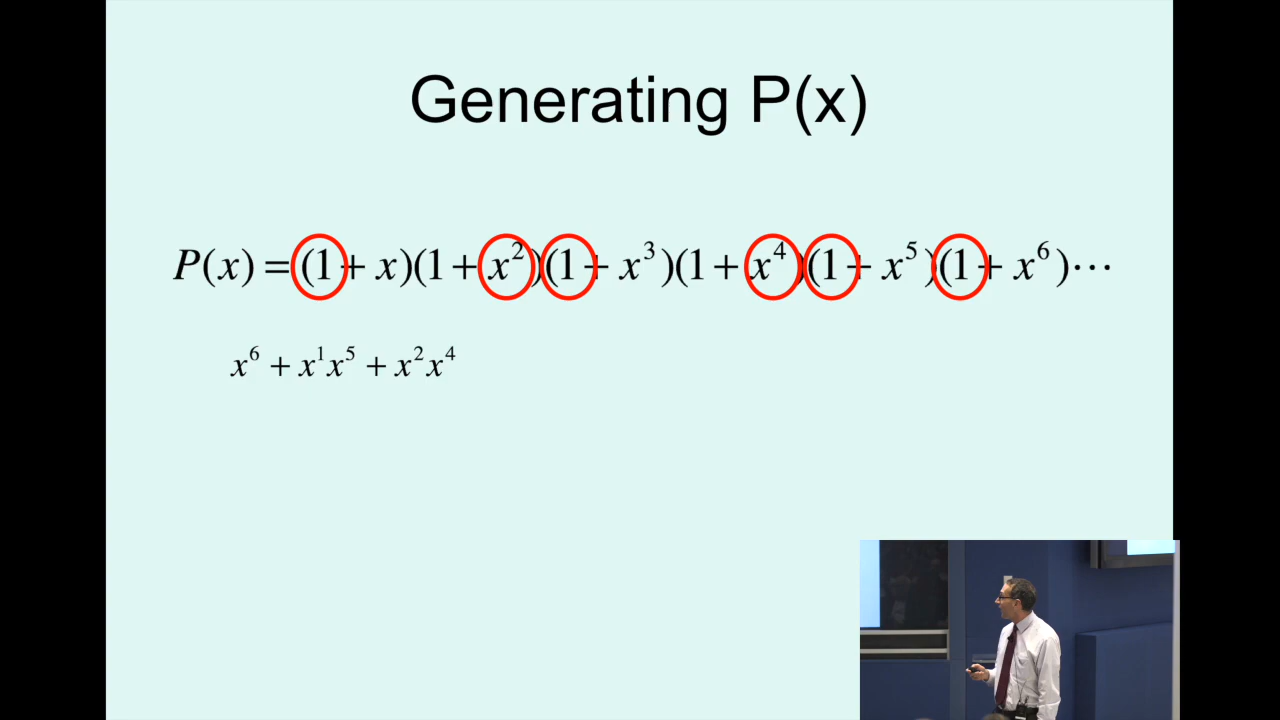 Generating P(x)
P(x) = (1 + x)(1 + x²)(1 + x³)(1 + x⁴)(1 + x⁵)(1 + x⁶)⋯
x⁶ + x¹x⁵ + x²x⁴